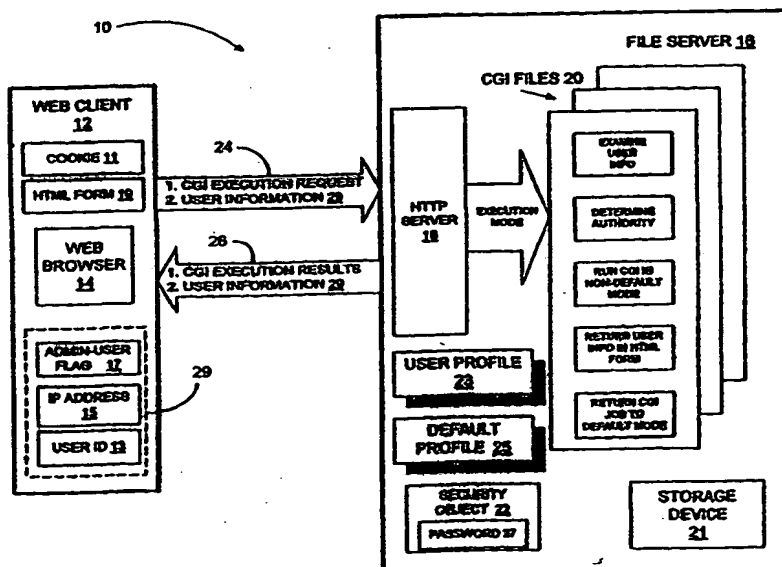 10
FILE SERVER 16
CGI FILES 20
WEB CLIENT
12
COOKIE 11
HTML FORM 19
24
1. CGI EXECUTION REQUEST
2. USER INFORMATION 29
HTTP
SERVER
18
EXECUTION
MODE
EXAMINE
USER
INFO
DETERMINE
AUTHORITY
RUN CGI IN
NON-DEFAULT
MODE
RETURN USER
INFO IN HTML
FORM
RETURN CGI
JOB TO
DEFAULT MODE
WEB
BROWSER
14
26
1. CGI EXECUTION RESULTS
2. USER INFORMATION 29
ADMIN-USER
FLAG 17
IP ADDRESS
15
USER ID 13
29
USER PROFILE
23
DEFAULT
PROFILE 25
SECURITY
OBJECT 22
PASSWORD 27
STORAGE
DEVICE
21